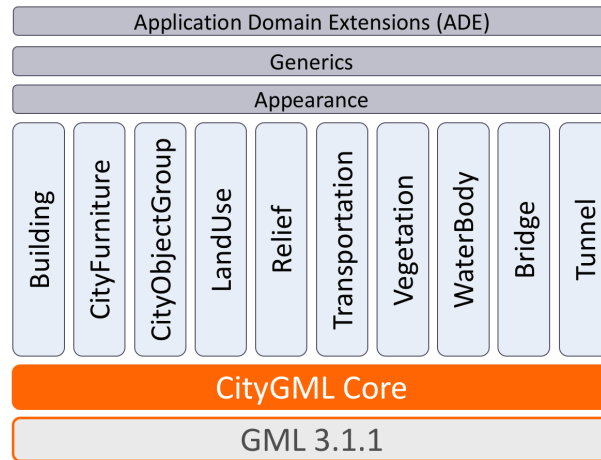 Application Domain Extensions (ADE)
Generics
Appearance
Building
CityFurniture
CityObjectGroup
LandUse
Relief
Transportation
Vegetation
WaterBody
Bridge
Tunnel
CityGML Core
GML 3.1.1